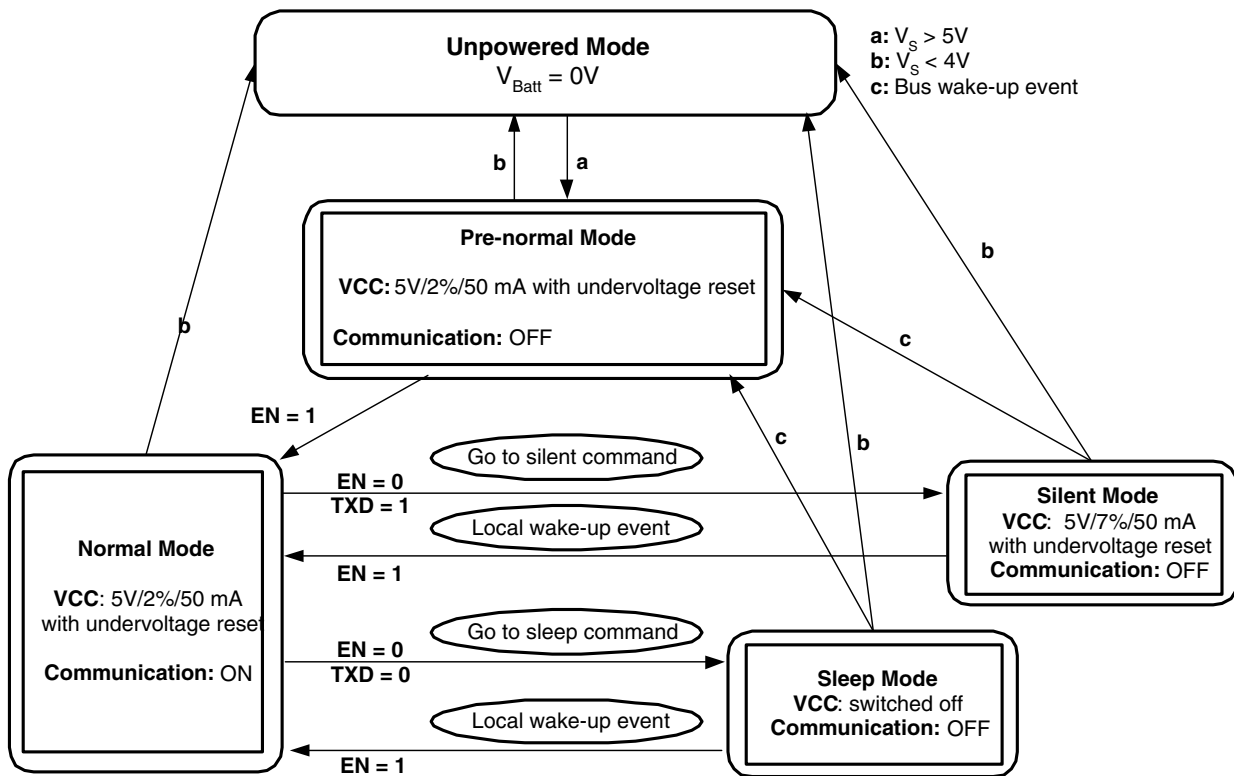 Unpowered Mode
V_Batt = 0V
a: V_S > 5V
b: V_S < 4V
c: Bus wake-up event
b
a
Pre-normal Mode
VCC: 5V/2%/50 mA with undervoltage reset
Communication: OFF
b
b
c
EN = 1
c
b
Go to silent command
EN = 0
TXD = 1
Local wake-up event
EN = 1
Silent Mode
VCC: 5V/7%/50 mA
with undervoltage reset
Communication: OFF
Normal Mode
VCC: 5V/2%/50 mA
with undervoltage reset
Communication: ON
Go to sleep command
EN = 0
TXD = 0
Local wake-up event
EN = 1
Sleep Mode
VCC: switched off
Communication: OFF